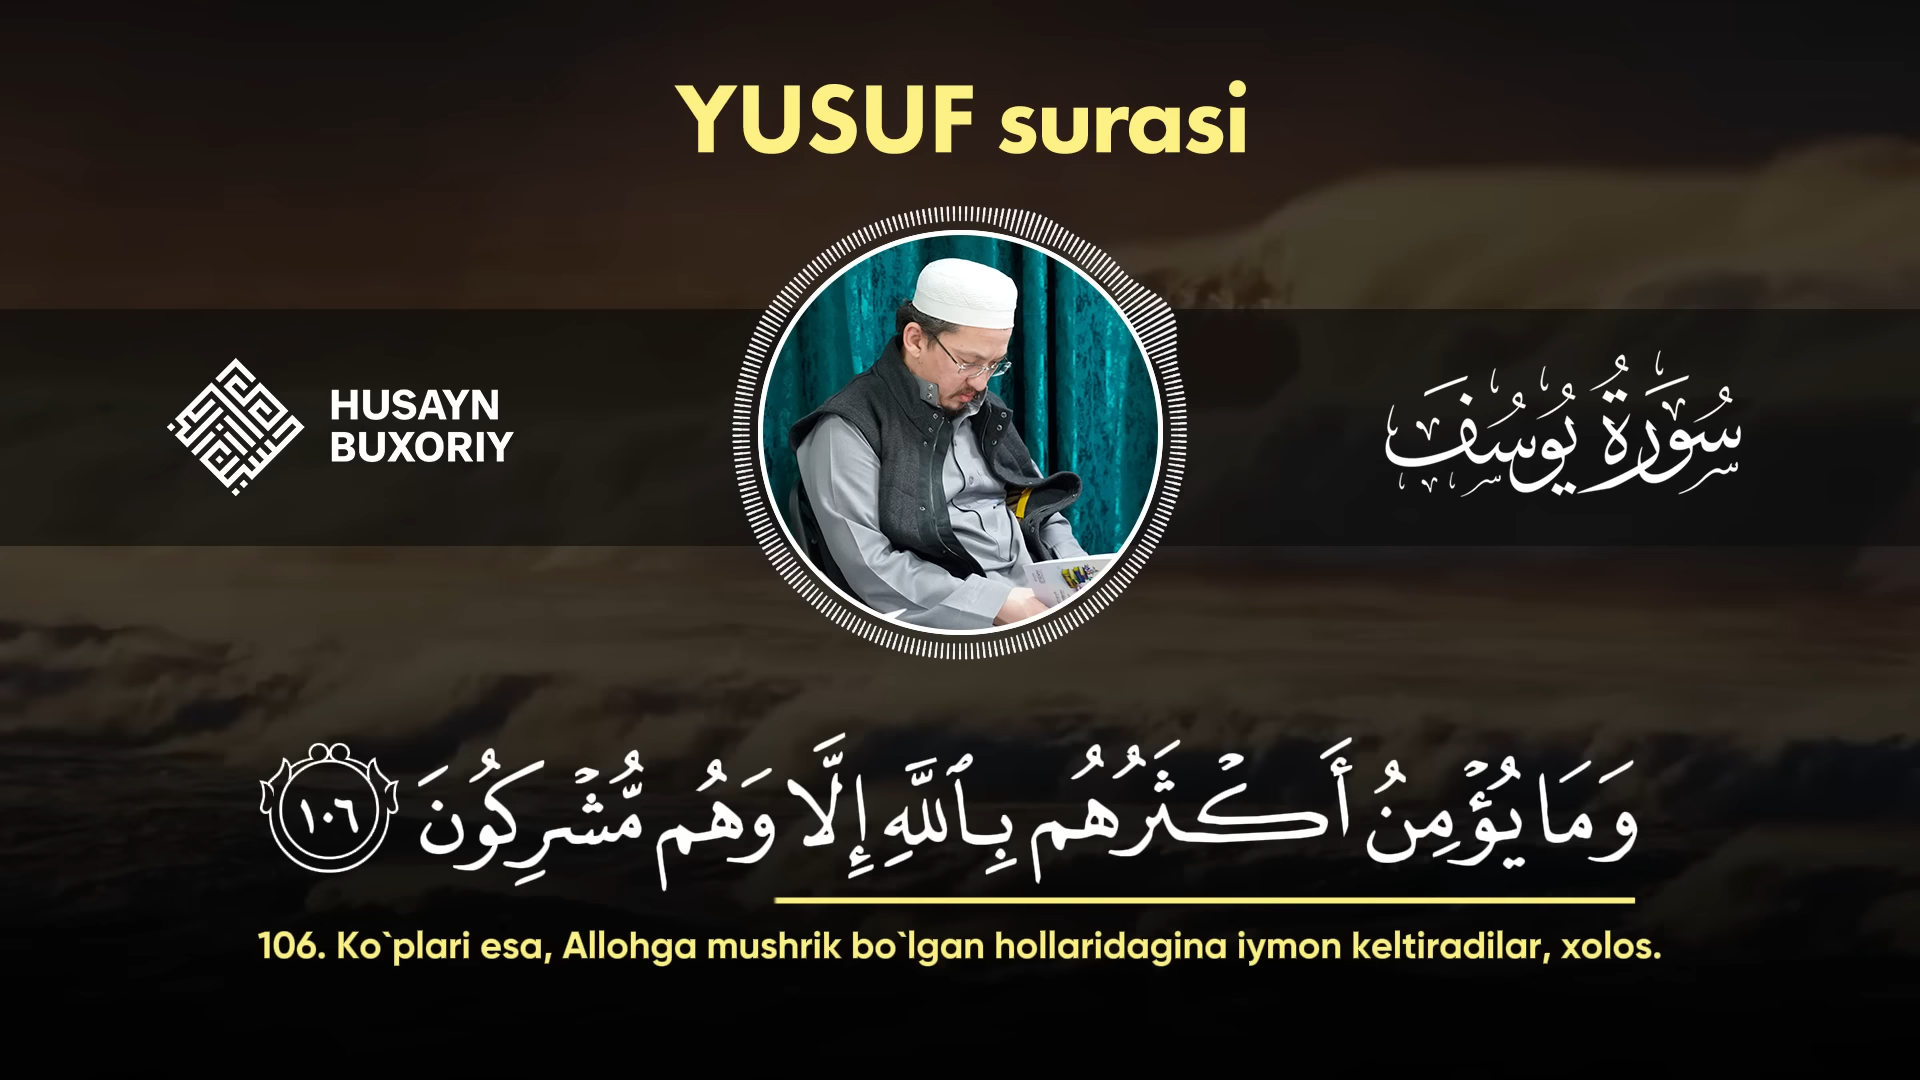 YUSUF surasi
HUSAYN
BUXORIY
سُورَةُ يُوسُفَ
وَمَا يُؤْمِنُ أَكْثَرُهُم بِٱللَّهِ إِلَّا وَهُم مُّشْرِكُونَ ١٠٦
106. Ko`plari esa, Allohga mushrik bo`lgan hollaridagina iymon keltiradilar, xolos.